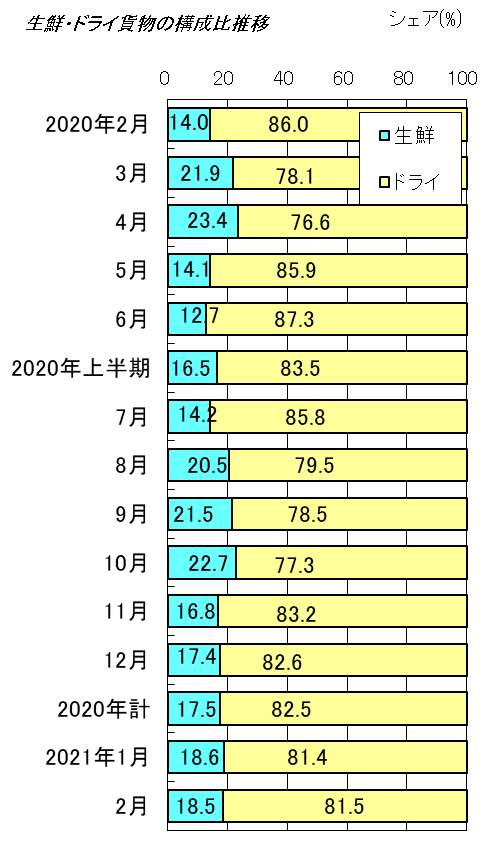 生鮮・ドライ貨物の構成比推移
シェア(%)
0 20 40 60 80 100
2020年2月 14.0 86.0
生鮮
3月 21.9 78.1
ドライ
4月 23.4 76.6
5月 14.1 85.9
6月 12.7 87.3
2020年上半期 16.5 83.5
7月 14.2 85.8
8月 20.5 79.5
9月 21.5 78.5
10月 22.7 77.3
11月 16.8 83.2
12月 17.4 82.6
2020年計 17.5 82.5
2021年1月 18.6 81.4
2月 18.5 81.5